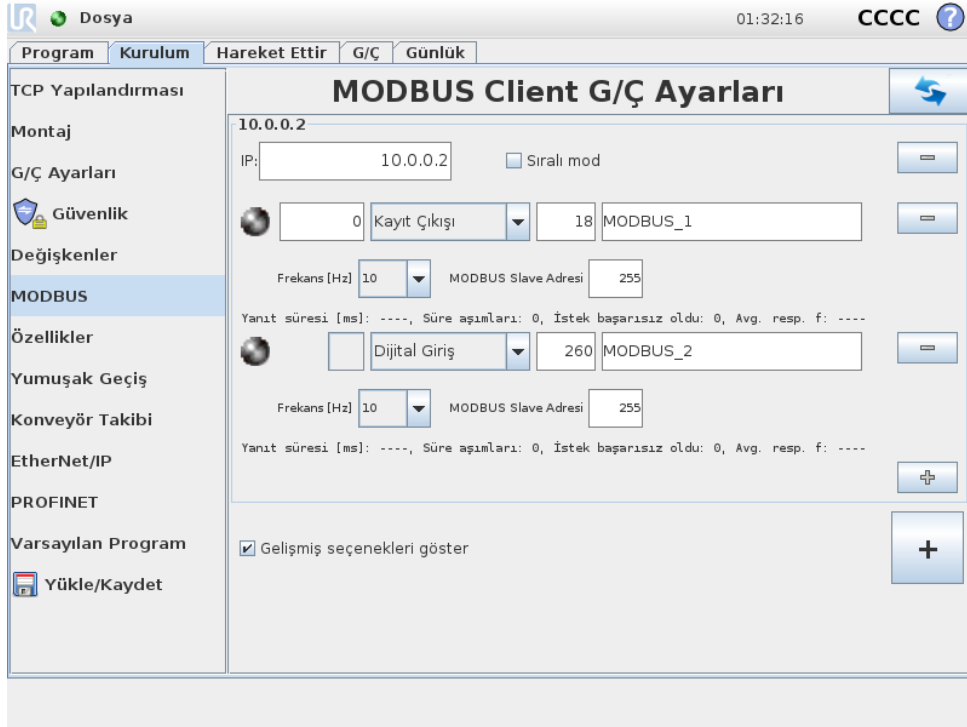 UR Dosya 01:32:16 CCCC ?
Program Kurulum Hareket Ettir G/Ç Günlük
TCP Yapılandırması
Montaj
G/Ç Ayarları
Güvenlik
Değişkenler
MODBUS
Özellikler
Yumuşak Geçiş
Konveyör Takibi
EtherNet/IP
PROFINET
Varsayılan Program
Yükle/Kaydet
MODBUS Client G/Ç Ayarları
10.0.0.2
IP: 10.0.0.2 Sıralı mod
0 Kayıt Çıkışı 18 MODBUS_1
Frekans [Hz] 10 MODBUS Slave Adresi 255
Yanıt süresi [ms]: ----, Süre aşımları: 0, İstek başarısız oldu: 0, Avg. resp. f: ----
Dijital Giriş 260 MODBUS_2
Frekans [Hz] 10 MODBUS Slave Adresi 255
Yanıt süresi [ms]: ----, Süre aşımları: 0, İstek başarısız oldu: 0, Avg. resp. f: ----
Gelişmiş seçenekleri göster